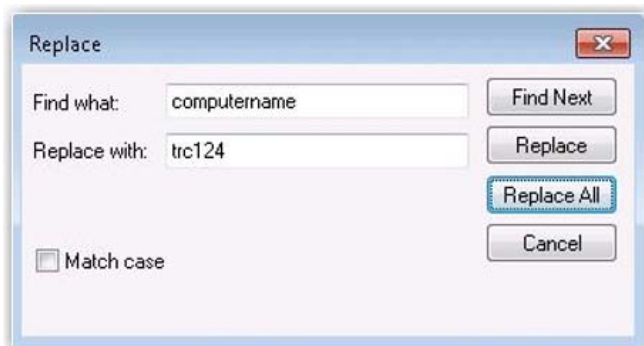 Replace
Find what: computername Find Next
Replace with: trc124 Replace
Replace All
Cancel
Match case